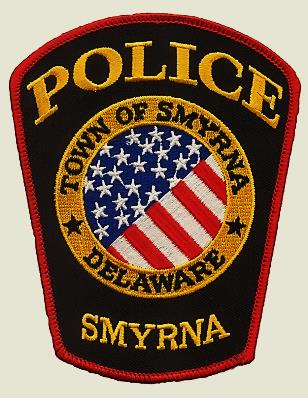 POLICE
TOWN OF SMYRNA
DELAWARE
SMYRNA